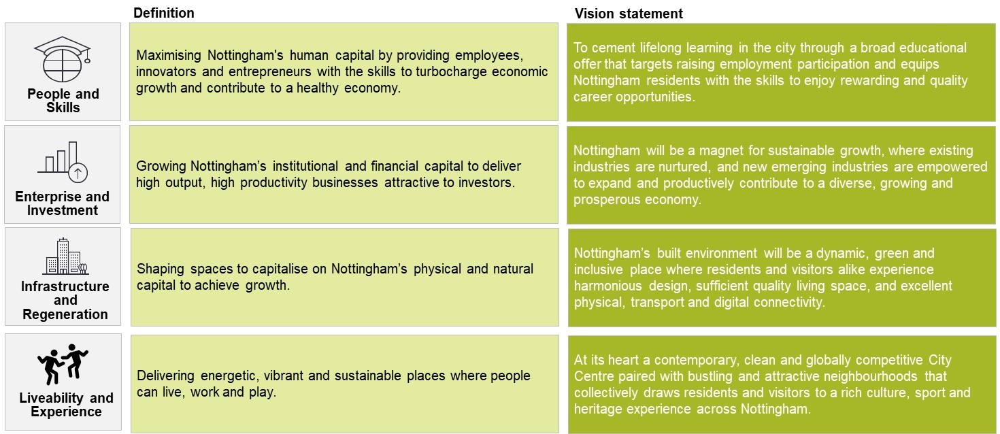 Definition
Vision statement
People and
Skills
Maximising Nottingham's human capital by providing employees,
innovators and entrepreneurs with the skills to turbocharge economic
growth and contribute to a healthy economy.
To cement lifelong learning in the city through a broad educational
offer that targets raising employment participation and equips
Nottingham residents with the skills to enjoy rewarding and quality
career opportunities.
Enterprise and
Investment
Growing Nottingham’s institutional and financial capital to deliver
high output, high productivity businesses attractive to investors.
Nottingham will be a magnet for sustainable growth, where existing
industries are nurtured, and new emerging industries are empowered
to expand and productively contribute to a diverse, growing and
prosperous economy.
Infrastructure
and
Regeneration
Shaping spaces to capitalise on Nottingham’s physical and natural
capital to achieve growth.
Nottingham’s built environment will be a dynamic, green and
inclusive place where residents and visitors alike experience
harmonious design, sufficient quality living space, and excellent
physical, transport and digital connectivity.
Liveability and
Experience
Delivering energetic, vibrant and sustainable places where people
can live, work and play.
At its heart a contemporary, clean and globally competitive City
Centre paired with bustling and attractive neighbourhoods that
collectively draws residents and visitors to a rich culture, sport and
heritage experience across Nottingham.